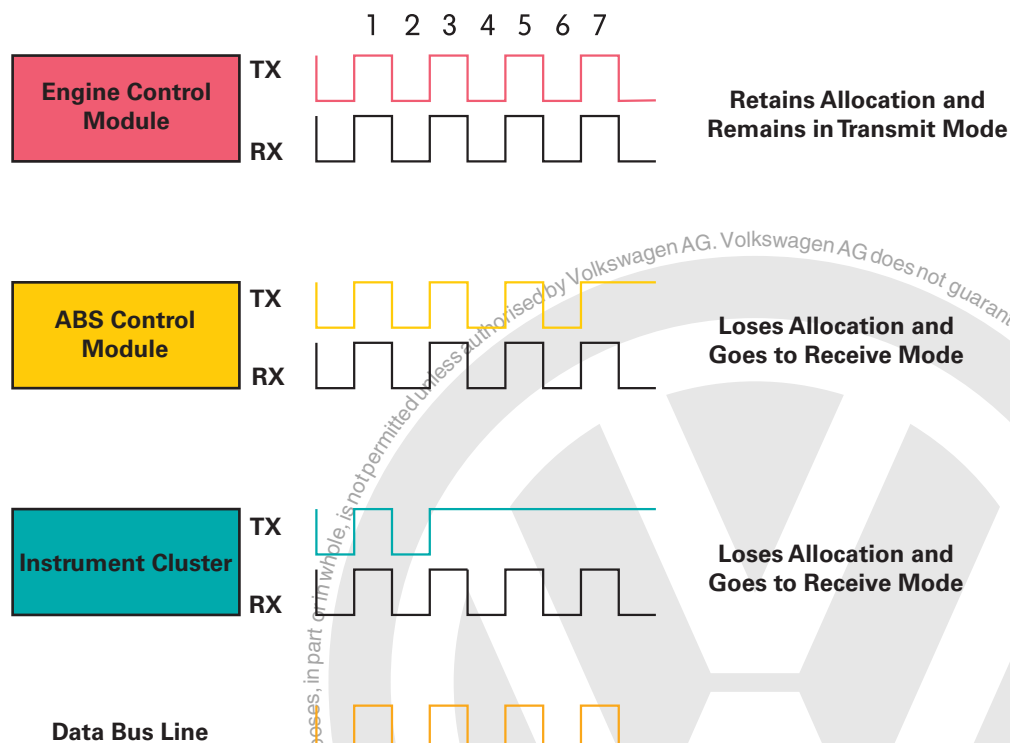 1 2 3 4 5 6 7
Engine Control
Module
TX
RX
Retains Allocation and
Remains in Transmit Mode
ABS Control
Module
TX
RX
Loses Allocation and
Goes to Receive Mode
Instrument Cluster
TX
RX
Loses Allocation and
Goes to Receive Mode
Data Bus Line
in part or in whole, is not permitted unless authorised by Volkswagen AG. Volkswagen AG does not